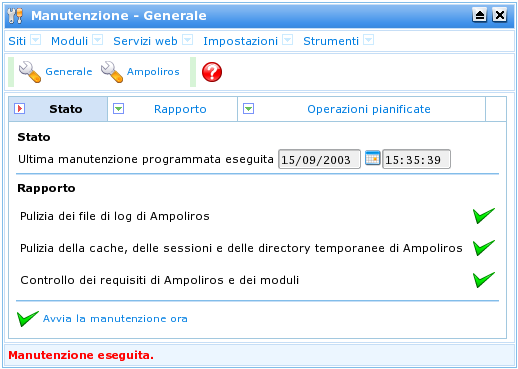 Manutenzione - Generale
Siti Moduli Servizi web Impostazioni Strumenti
Generale Ampoliros ?
Stato Rapporto Operazioni pianificate
Stato
Ultima manutenzione programmata eseguita 15/09/2003 15:35:39
Rapporto
Pulizia dei file di log di Ampoliros
Pulizia della cache, delle sessioni e delle directory temporanee di Ampoliros
Controllo dei requisiti di Ampoliros e dei moduli
Avvia la manutenzione ora
Manutenzione eseguita.